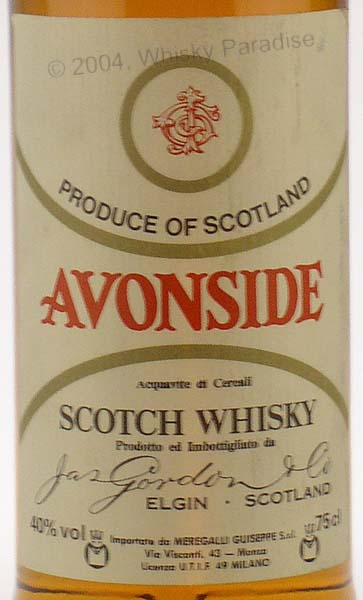 © 2004, Whisky Paradise
PRODUCE OF SCOTLAND
AVONSIDE
Acquavite di Cereali
SCOTCH WHISKY
Prodotto ed Imbottigliato da
Jas Gordon & Co
ELGIN · SCOTLAND
40% vol
Importato da MEREGALLI GUISEPPE S.a.l.
75cl
Via Visconti, 43 — Monza
Licenza U.T.I.F. 49 MILANO